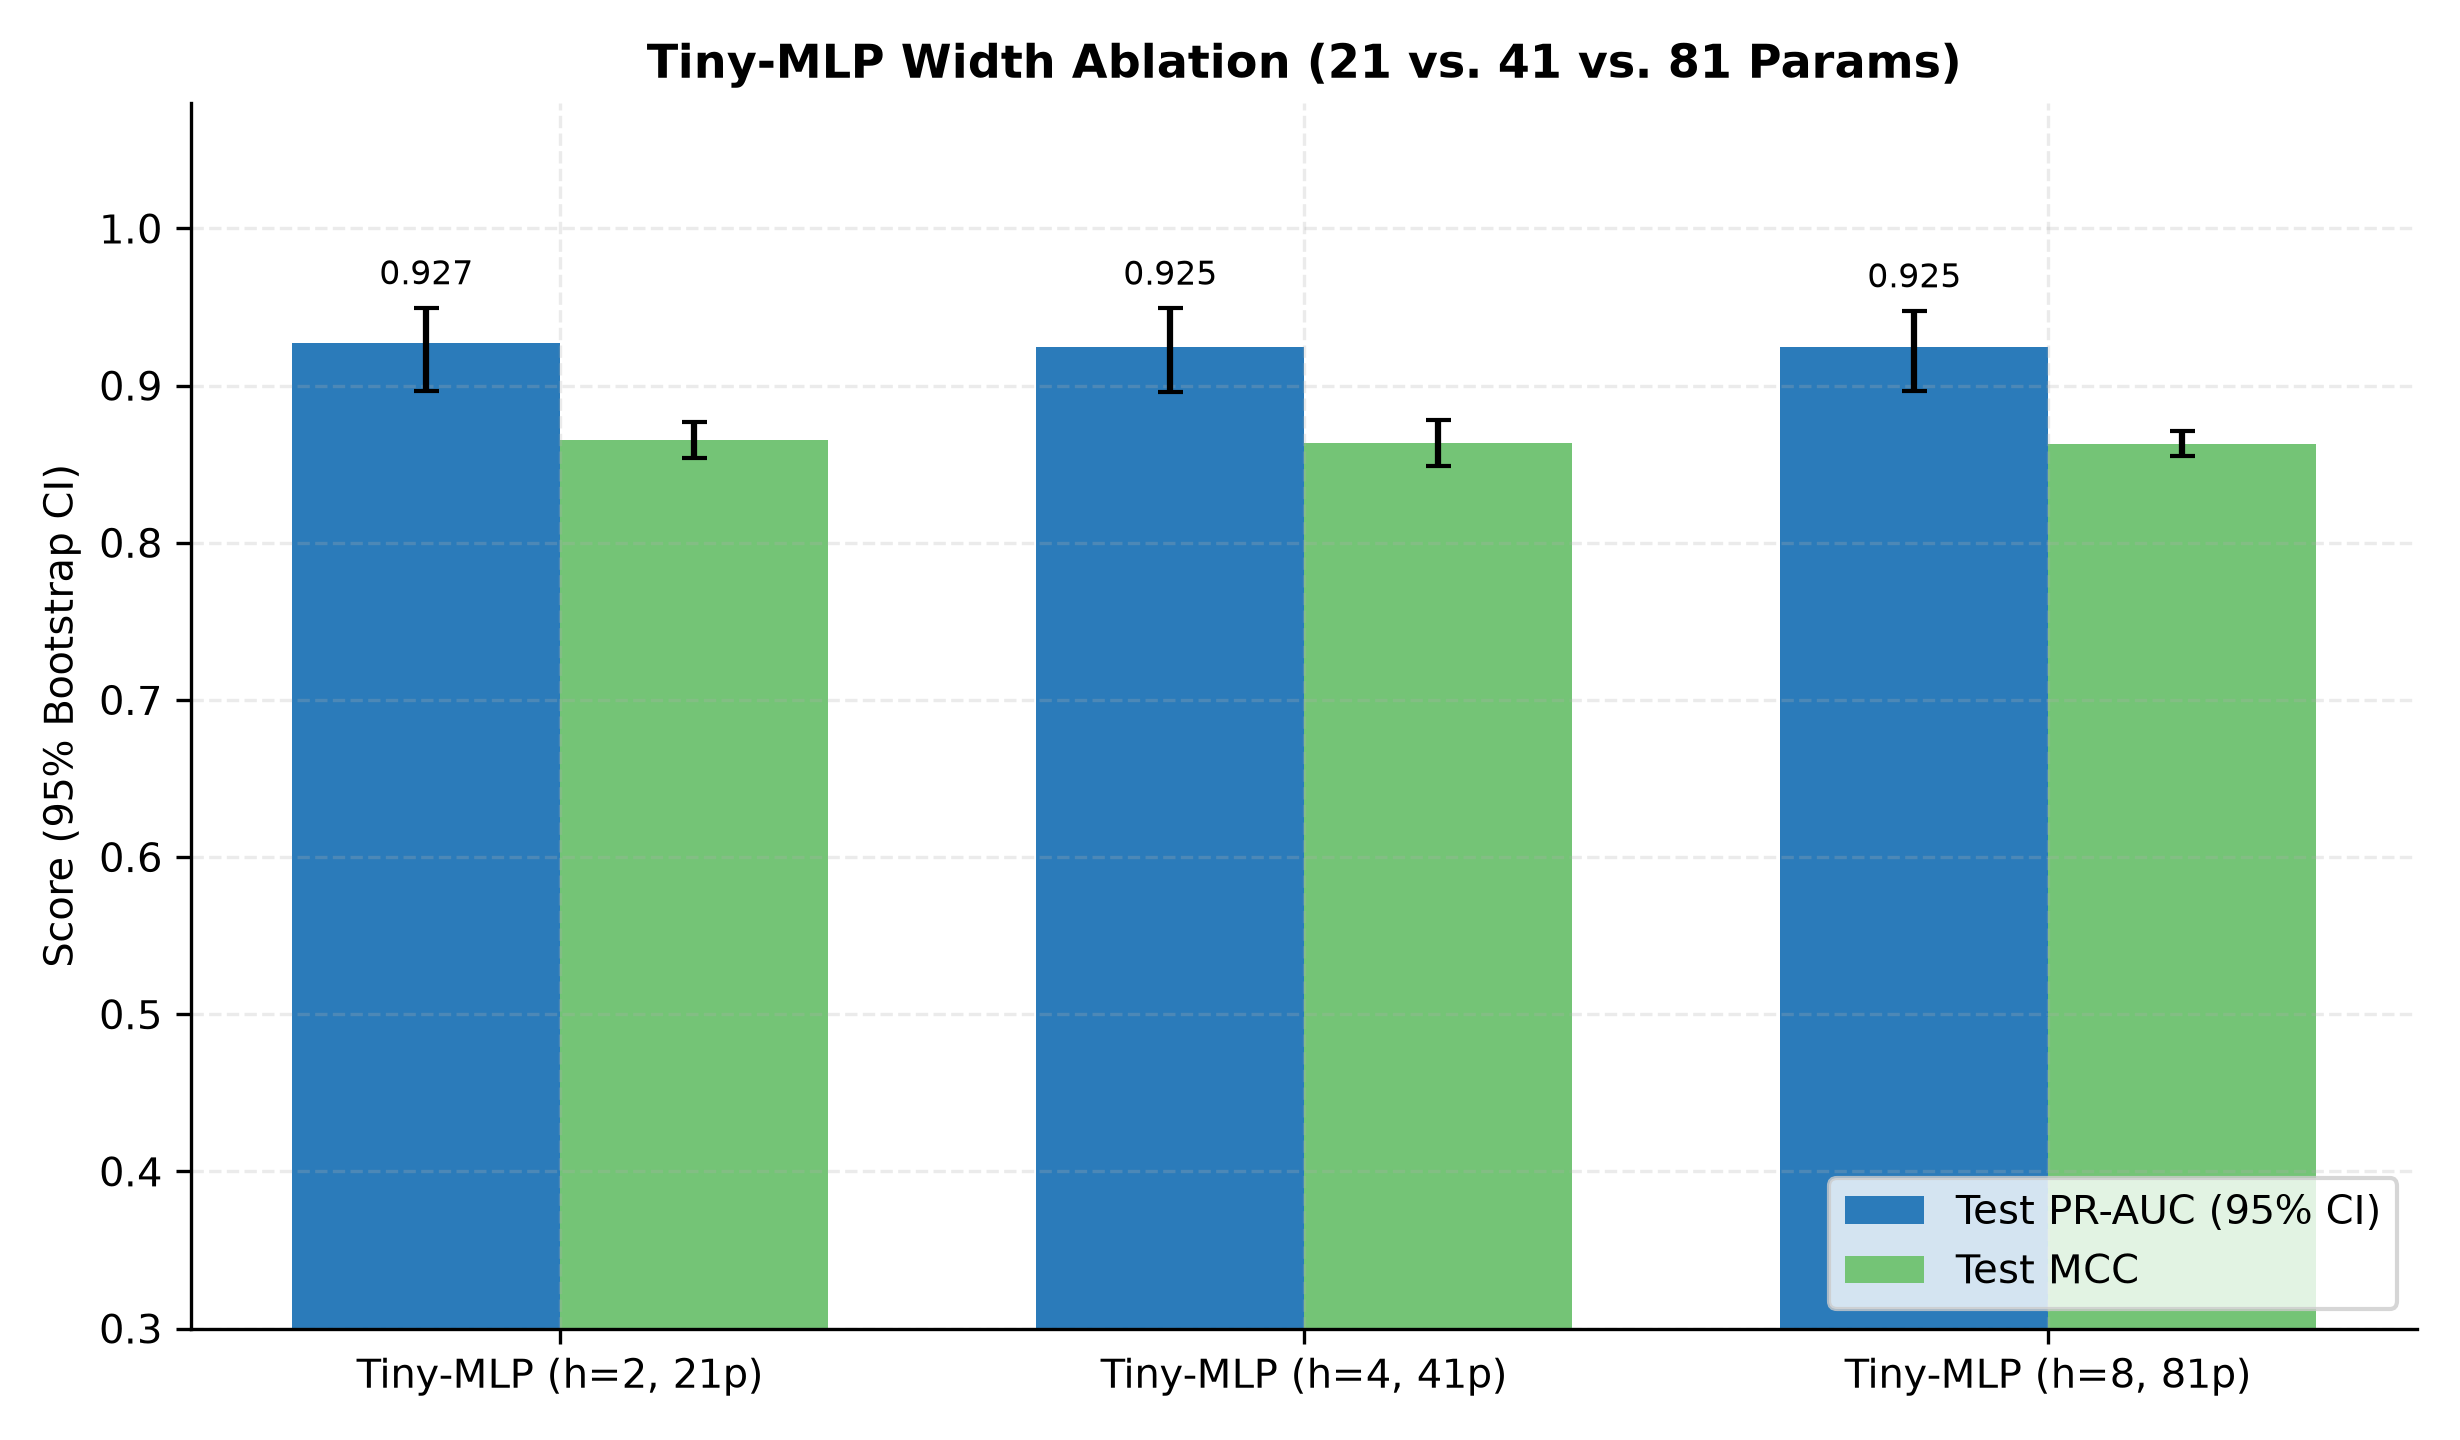 Tiny-MLP Width Ablation (21 vs. 41 vs. 81 Params)
Score (95% Bootstrap CI)
1.0
0.9
0.8
0.7
0.6
0.5
0.4
0.3
0.927
0.925
0.925
Tiny-MLP (h=2, 21p)
Tiny-MLP (h=4, 41p)
Tiny-MLP (h=8, 81p)
Test PR-AUC (95% CI)
Test MCC